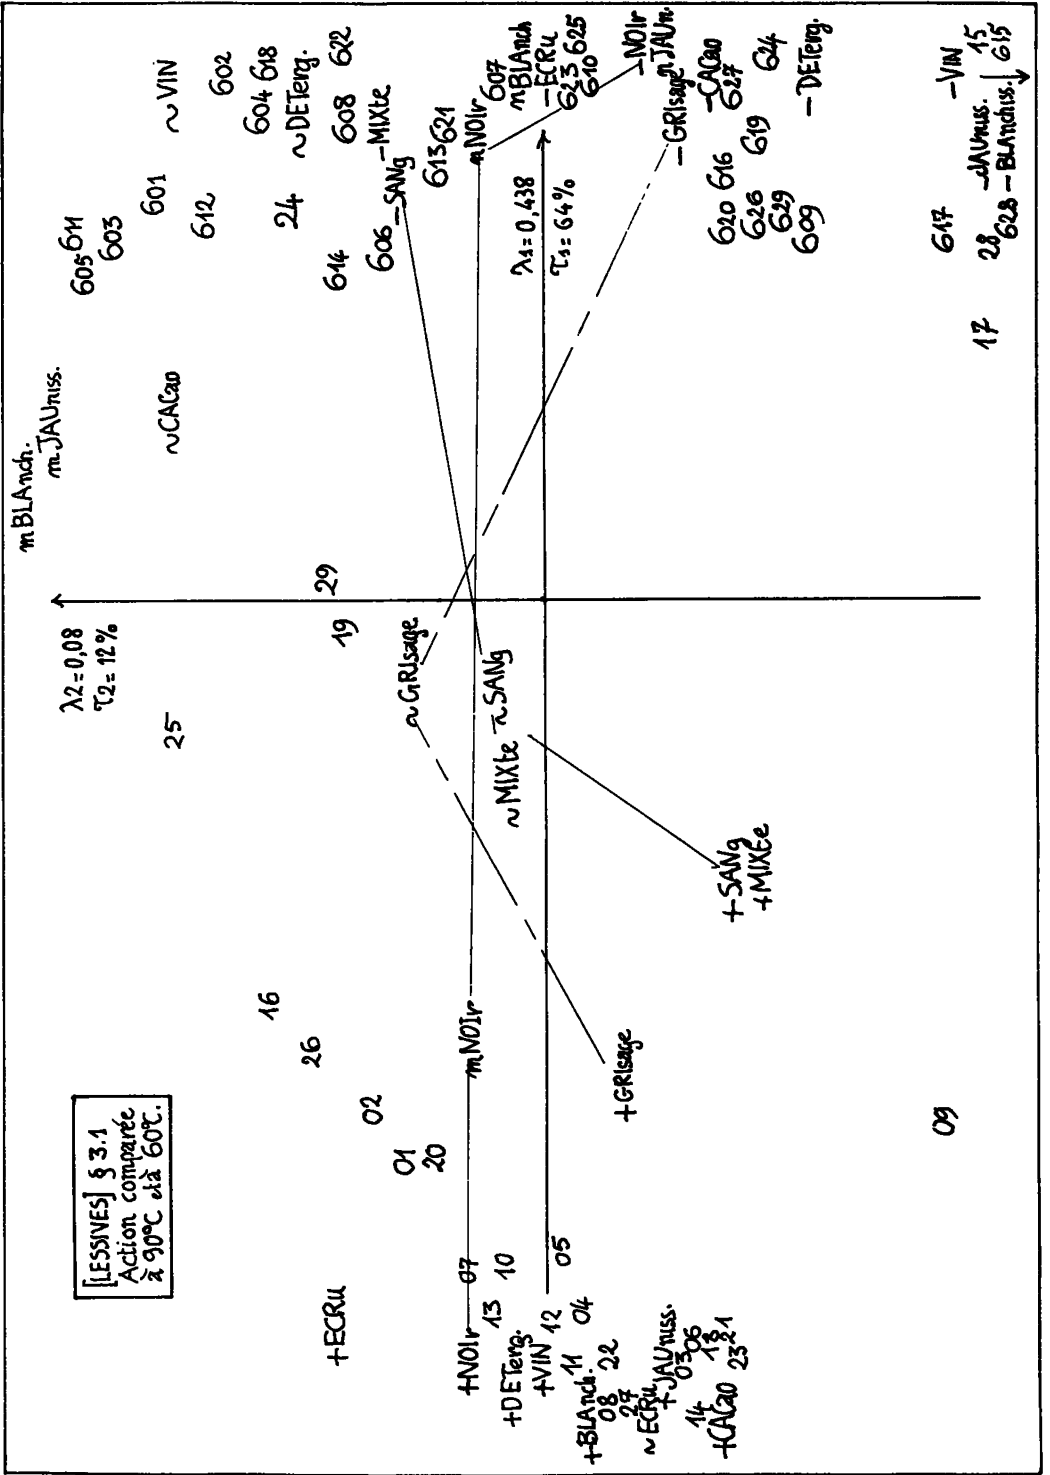 mBLAnch.
mJAUniss.
λ2=0,08
τ2=12%
[LESSIVES] § 3.1
Action comparée
à 90°C et à 60°C.
605 611
603
601
~VIN
~CACao
25
612
602
604 618
16
24
~DETerg.
26
29
19
614
608
622
+ECRU
02
606
-MIXte
-SANg
01
20
~GRIsage
613 621
+NOIr
07
mNOIr
mNOIr
607
13
10
~SANg
~MIXte
+DETerg.
mBLAnch
λ1=0,438
τ1=64%
+VIN
12
05
-ECRu
623 625
610
11
04
+BLAnch.
08
22
27
+GRIsage
-NOIr
mJAUn.
-GRIsage
~ECRU
+JAUniss.
03 06
14
18
+CACao
23 21
+SANg
+MIXte
-CACao
627
620 616
626 619
629
609
624
-DETerg.
09
617
-VIN
17
28
-JAUniss.
15
628 -BLAnchiss.
615